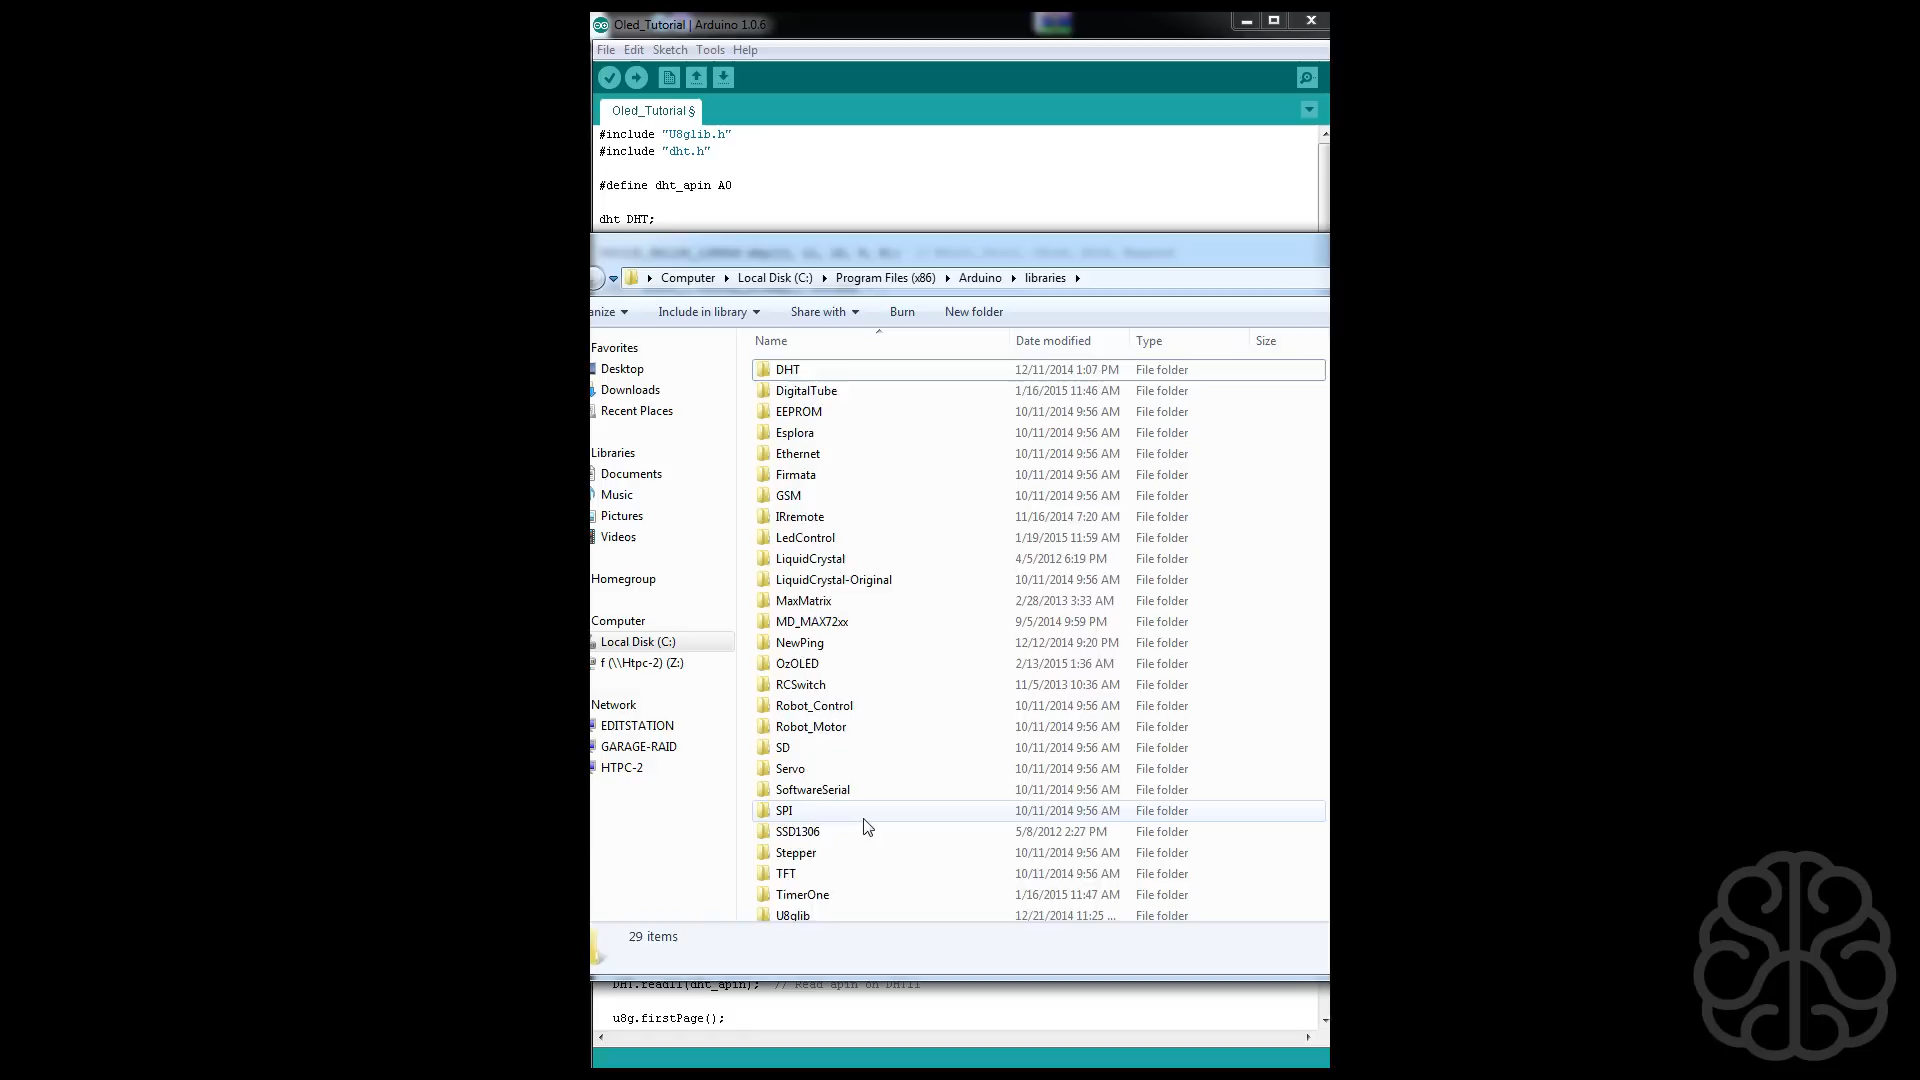 Oled_Tutorial | Arduino 1.0.6
File Edit Sketch Tools Help
Oled_Tutorial §
#include "U8glib.h"
#include "dht.h"
#define dht_apin A0
dht DHT;
Computer Local Disk (C:) Program Files (x86) Arduino libraries
anize Include in library Share with Burn New folder
Name Date modified Type Size
Favorites
Desktop
Downloads
Recent Places
Libraries
Documents
Music
Pictures
Videos
Homegroup
Computer
Local Disk (C:)
f (\\Htpc-2) (Z:)
Network
EDITSTATION
GARAGE-RAID
HTPC-2
DHT 12/11/2014 1:07 PM File folder
DigitalTube 1/16/2015 11:46 AM File folder
EEPROM 10/11/2014 9:56 AM File folder
Esplora 10/11/2014 9:56 AM File folder
Ethernet 10/11/2014 9:56 AM File folder
Firmata 10/11/2014 9:56 AM File folder
GSM 10/11/2014 9:56 AM File folder
IRremote 11/16/2014 7:20 AM File folder
LedControl 1/19/2015 11:59 AM File folder
LiquidCrystal 4/5/2012 6:19 PM File folder
LiquidCrystal-Original 10/11/2014 9:56 AM File folder
MaxMatrix 2/28/2013 3:33 AM File folder
MD_MAX72xx 9/5/2014 9:59 PM File folder
NewPing 12/12/2014 9:20 PM File folder
OzOLED 2/13/2015 1:36 AM File folder
RCSwitch 11/5/2013 10:36 AM File folder
Robot_Control 10/11/2014 9:56 AM File folder
Robot_Motor 10/11/2014 9:56 AM File folder
SD 10/11/2014 9:56 AM File folder
Servo 10/11/2014 9:56 AM File folder
SoftwareSerial 10/11/2014 9:56 AM File folder
SPI 10/11/2014 9:56 AM File folder
SSD1306 5/8/2012 2:27 PM File folder
Stepper 10/11/2014 9:56 AM File folder
TFT 10/11/2014 9:56 AM File folder
TimerOne 1/16/2015 11:47 AM File folder
U8glib 12/21/2014 11:25 ... File folder
29 items
DHT.read11(dht_apin); // Read apin on DHT11
u8g.firstPage();